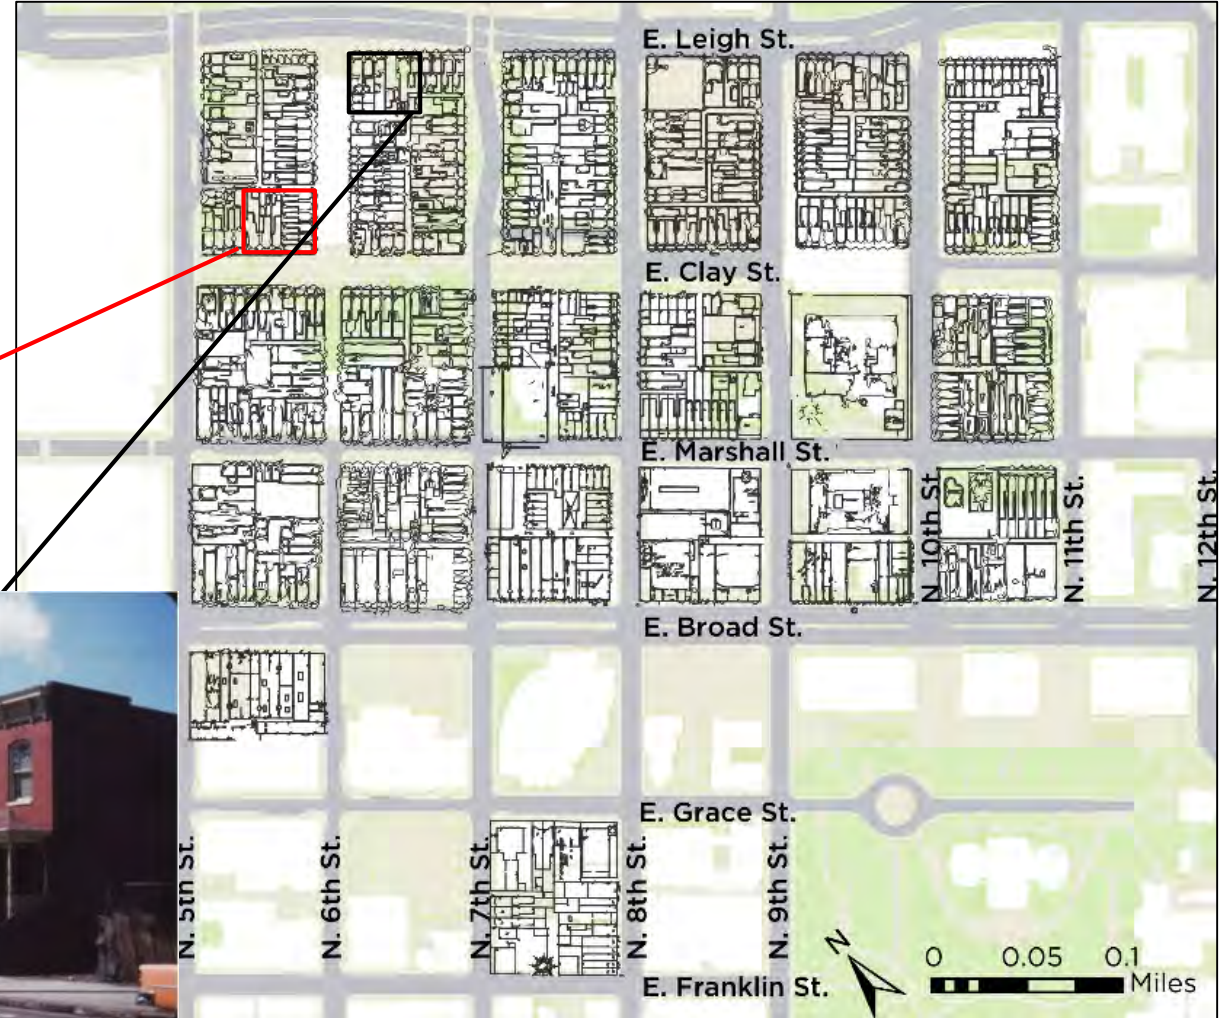 E. Leigh St.
E. Clay St.
E. Marshall St.
N. 10th St.
N. 11th St.
N. 12th St.
E. Broad St.
E. Grace St.
N. 5th St.
N. 6th St.
N. 7th St.
N. 8th St.
N. 9th St.
N
0 0.05 0.1
Miles
E. Franklin St.